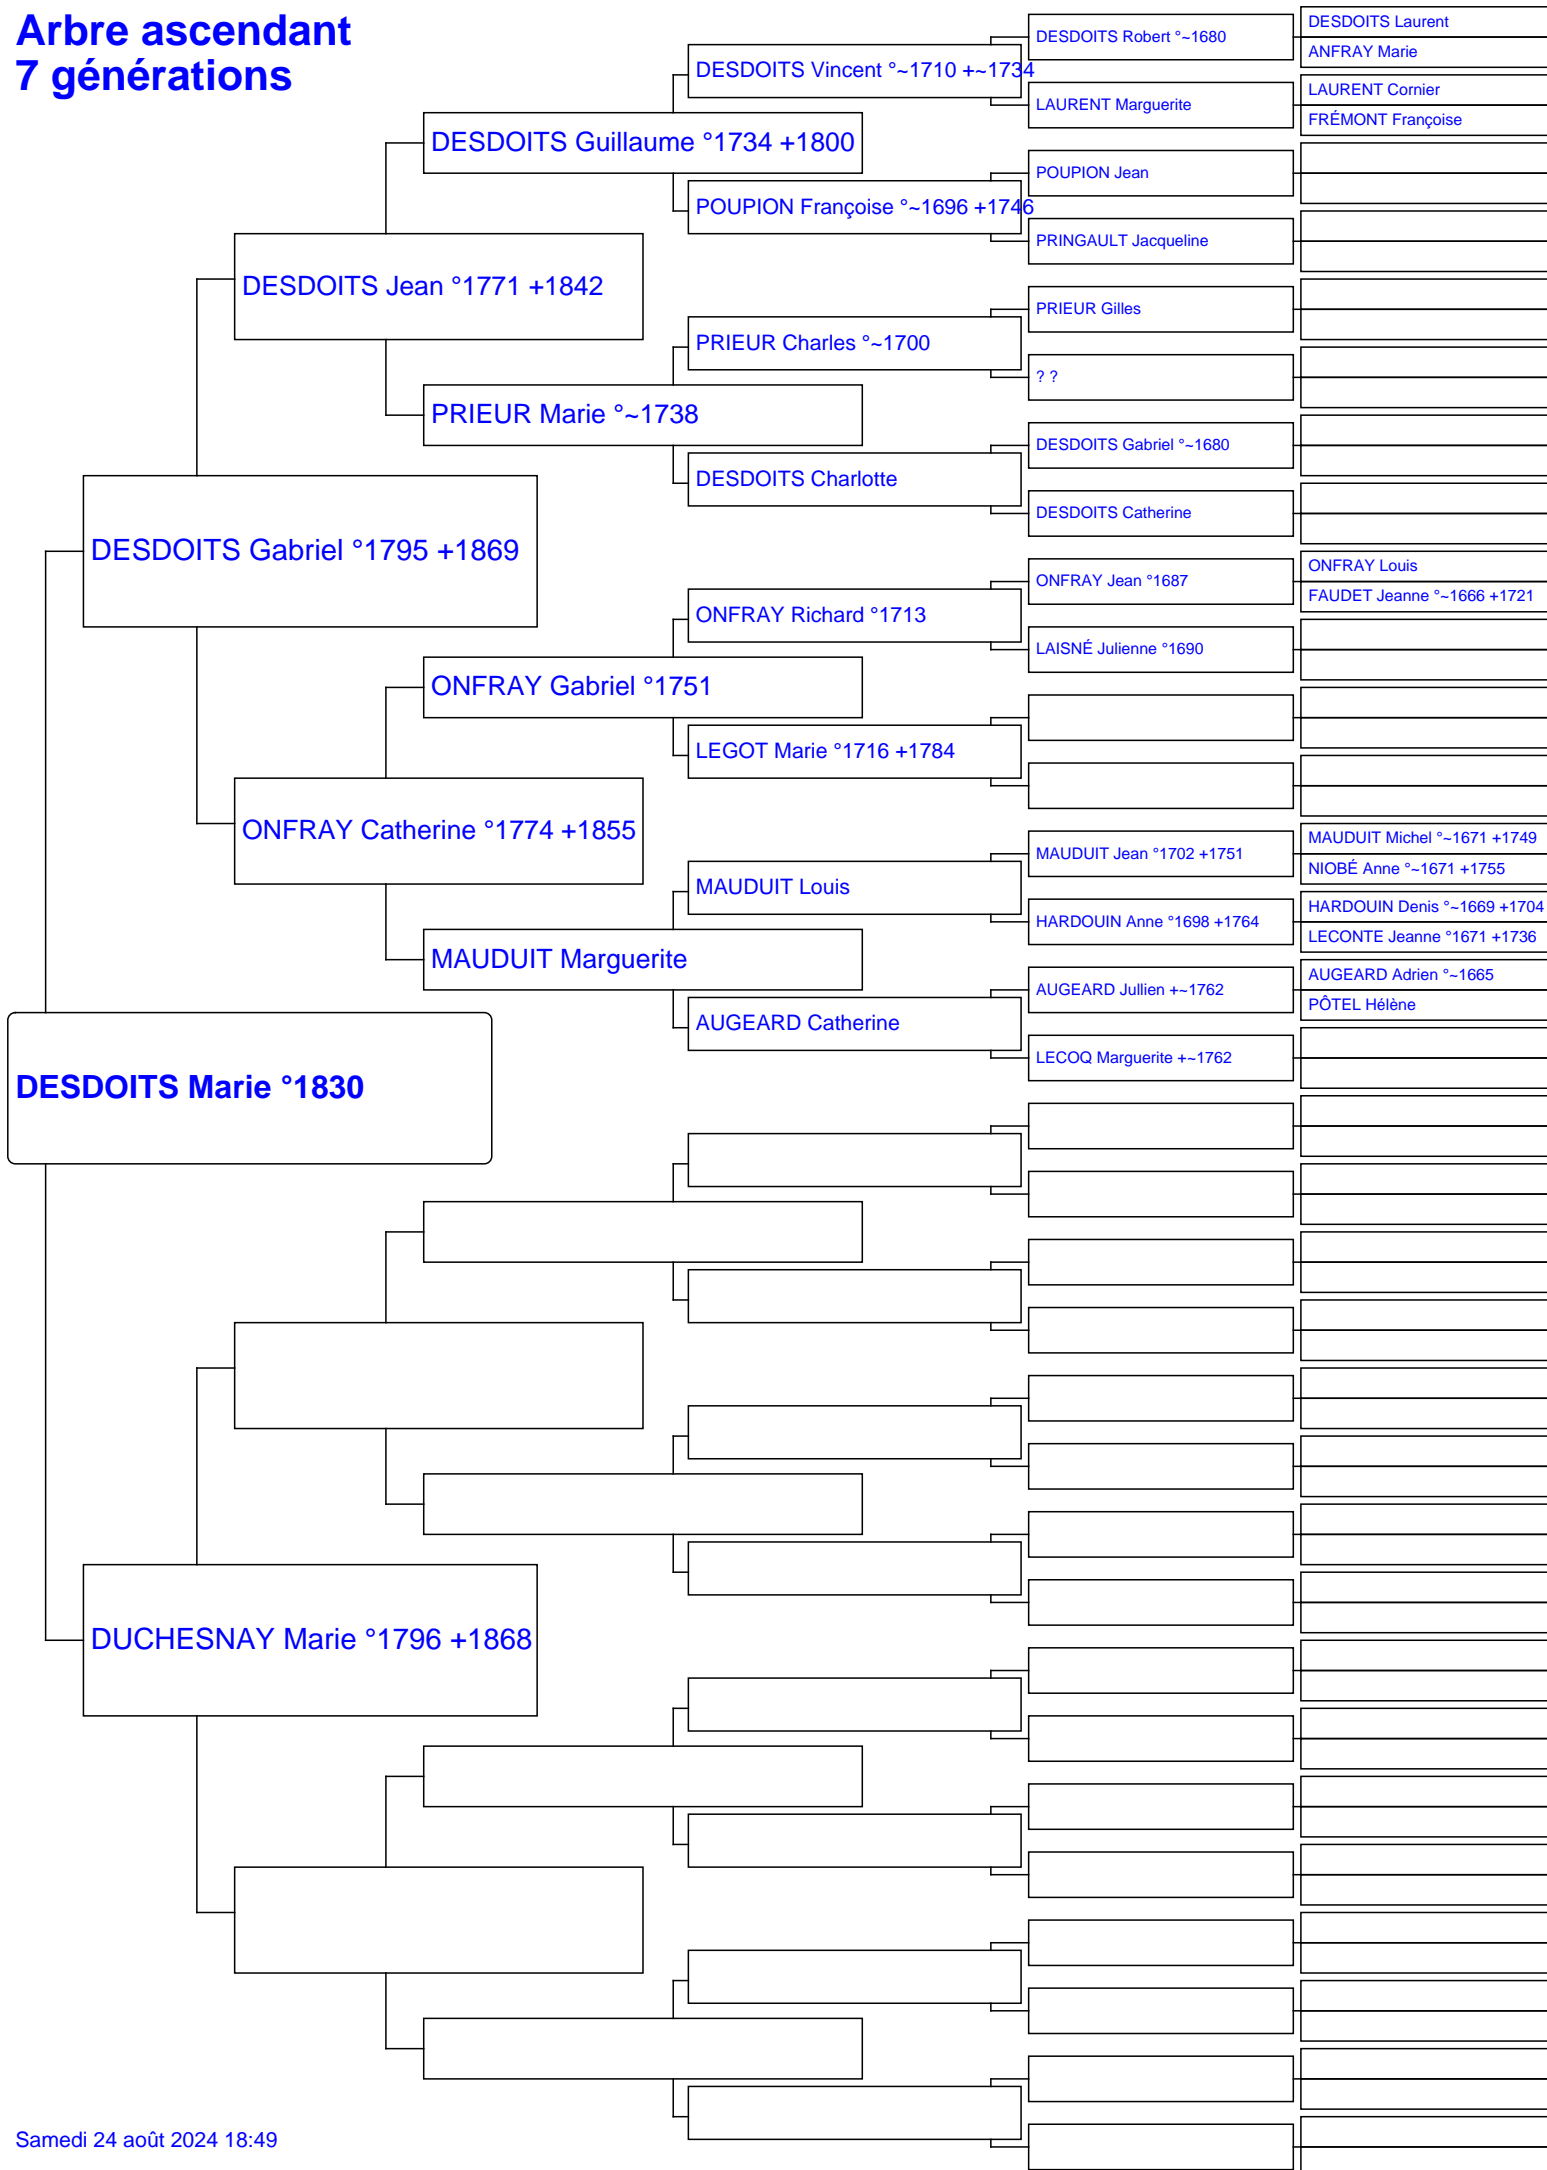 Arbre ascendant
7 générations
DESDOITS Marie °1830
DESDOITS Gabriel °1795 +1869
DUCHESNAY Marie °1796 +1868
DESDOITS Jean °1771 +1842
ONFRAY Catherine °1774 +1855
DESDOITS Guillaume °1734 +1800
PRIEUR Marie °~1738
ONFRAY Gabriel °1751
MAUDUIT Marguerite
DESDOITS Vincent °~1710 +~1734
POUPION Françoise °~1696 +1746
PRIEUR Charles °~1700
DESDOITS Charlotte
ONFRAY Richard °1713
LEGOT Marie °1716 +1784
MAUDUIT Louis
AUGEARD Catherine
DESDOITS Robert °~1680
LAURENT Marguerite
POUPION Jean
PRINGAULT Jacqueline
PRIEUR Gilles
? ?
DESDOITS Gabriel °~1680
DESDOITS Catherine
ONFRAY Jean °1687
LAISNÉ Julienne °1690
MAUDUIT Jean °1702 +1751
HARDOUIN Anne °1698 +1764
AUGEARD Jullien +~1762
LECOQ Marguerite +~1762
DESDOITS Laurent
ANFRAY Marie
LAURENT Cornier
FRÉMONT Françoise
ONFRAY Louis
FAUDET Jeanne °~1666 +1721
MAUDUIT Michel °~1671 +1749
NIOBÉ Anne °~1671 +1755
HARDOUIN Denis °~1669 +1704
LECONTE Jeanne °1671 +1736
AUGEARD Adrien °~1665
PÔTEL Hélène
Samedi 24 août 2024 18:49